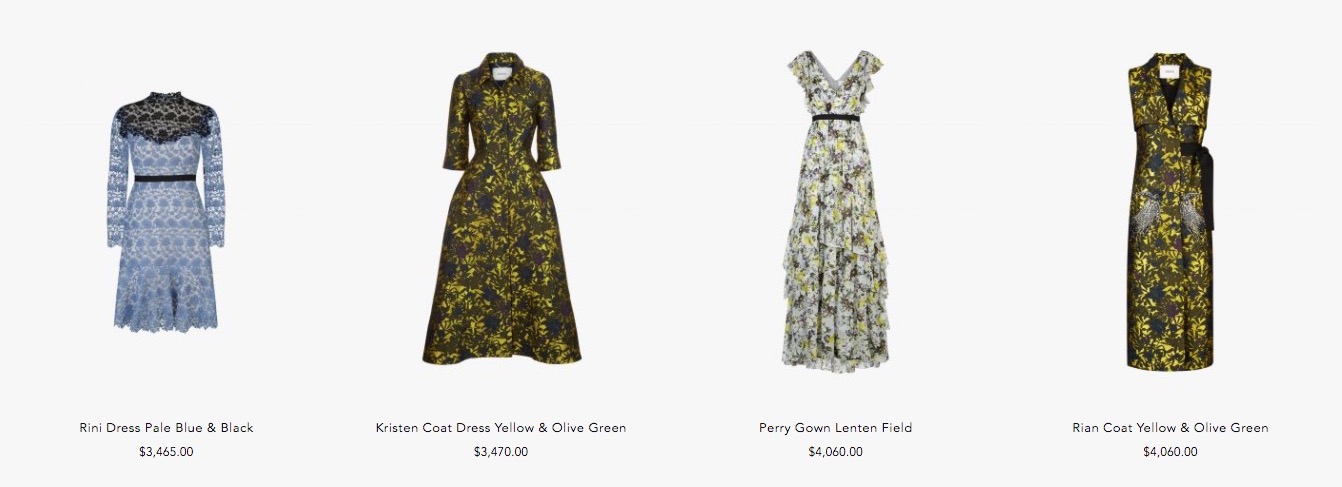 Rini Dress Pale Blue & Black
$3,465.00
Kristen Coat Dress Yellow & Olive Green
$3,470.00
Perry Gown Lenten Field
$4,060.00
Rian Coat Yellow & Olive Green
$4,060.00